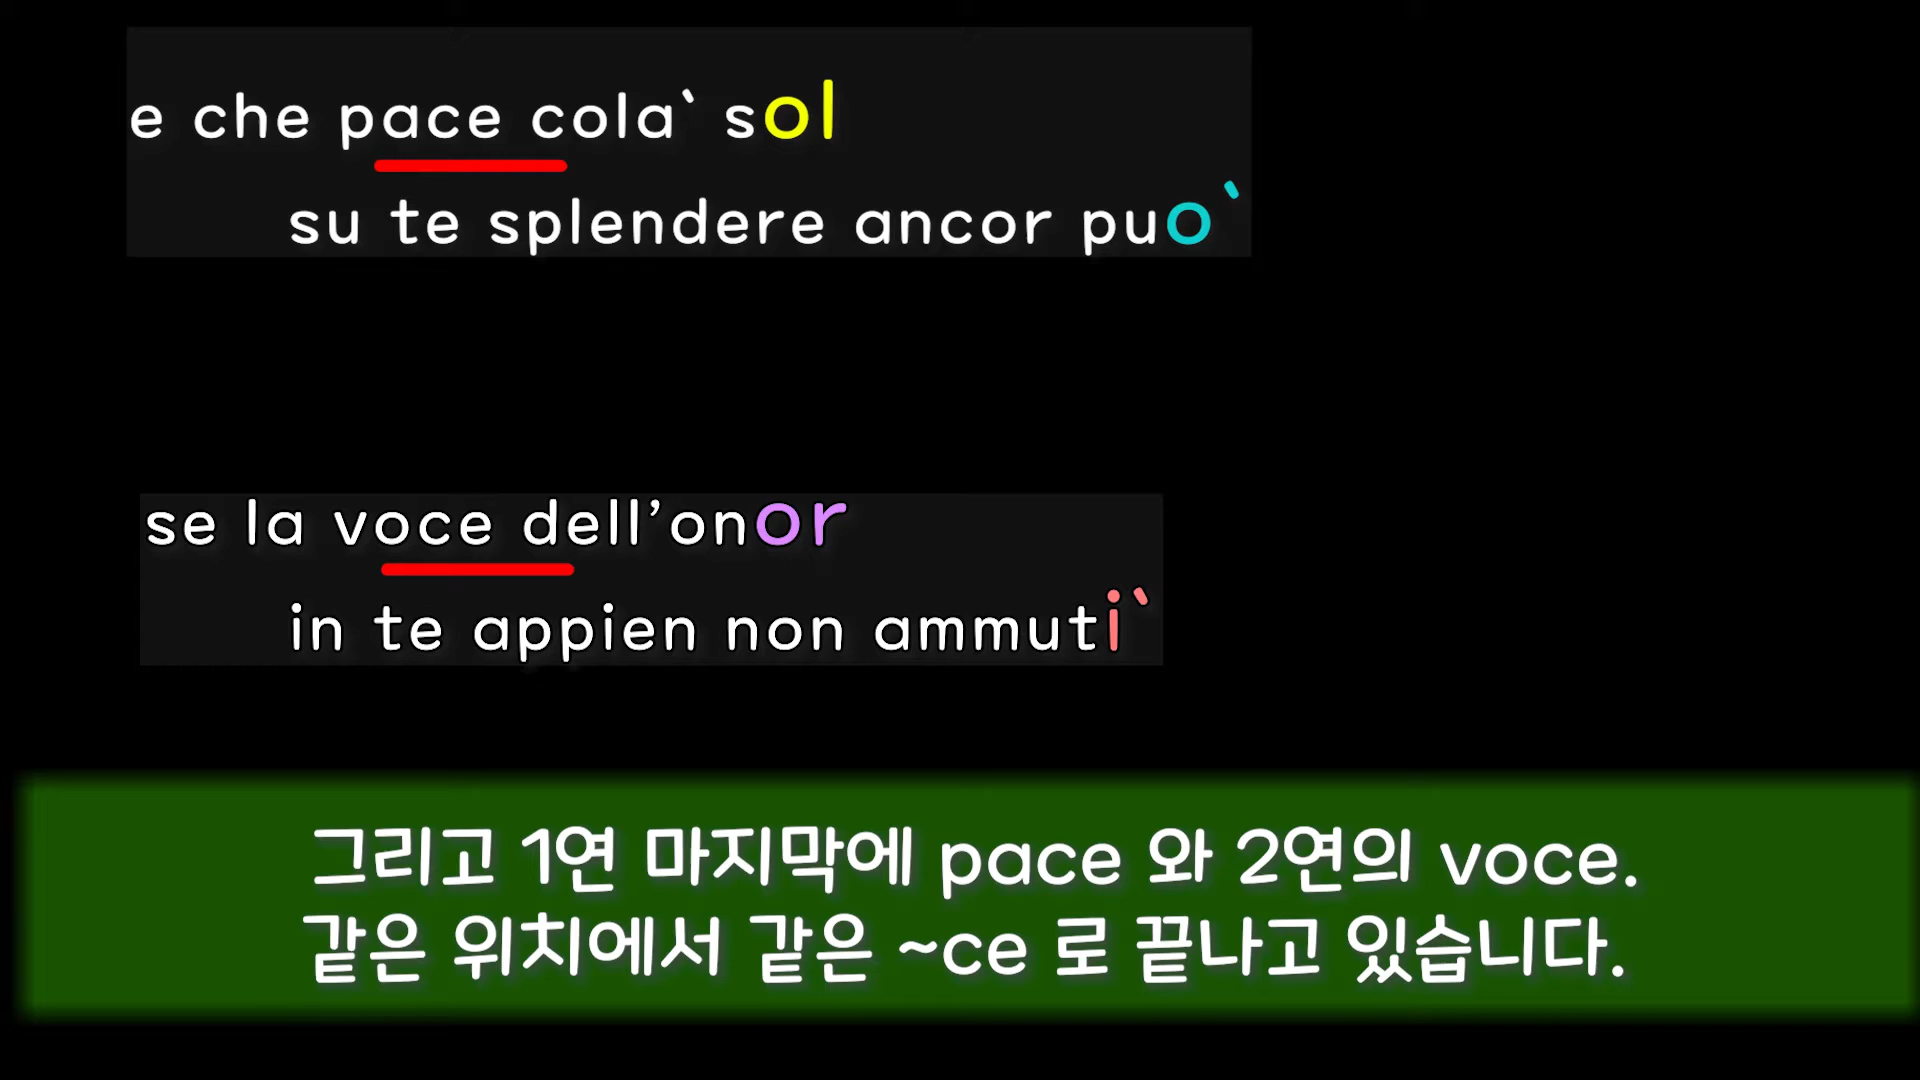 e che pace cola` sol
su te splendere ancor puo`
se la voce dell’onor
in te appien non ammuti`
그리고 1연 마지막에 pace 와 2연의 voce.
같은 위치에서 같은 ~ce 로 끝나고 있습니다.